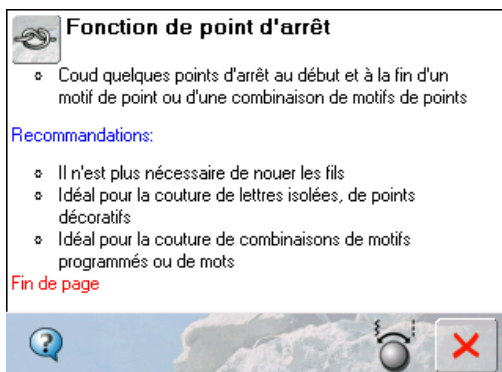 Fonction de point d'arrêt
Coud quelques points d'arrêt au début et à la fin d'un
motif de point ou d'une combinaison de motifs de points
Recommandations:
Il n'est plus nécessaire de nouer les fils
Idéal pour la couture de lettres isolées, de points
décoratifs
Idéal pour la couture de combinaisons de motifs
programmés ou de mots
Fin de page
?